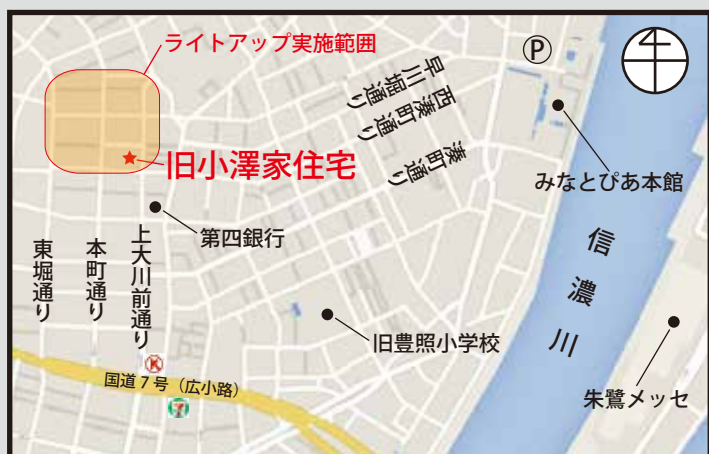 ライトアップ実施範囲
P
早川堀通り
西湊町通り
湊町通り
旧小澤家住宅
みなとぴあ本館
第四銀行
信濃川
東堀通り
本町通り
上大川前通り
旧豊照小学校
K
国道7号（広小路）
7
朱鷺メッセ